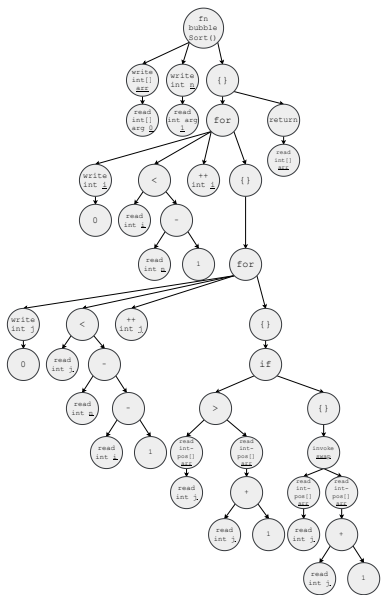 fn
bubble
Sort()
write
int[]
arr
write
int n
{}
read
int[]
arg 0
read
int arg
1
for
return
write
int i
<
++
int i
{}
read
int[]
arr
0
read
int i
-
read
int n
1
for
write
int j
<
++
int j
{}
0
read
int j
-
if
read
int n
-
>
{}
read
int i
1
read
int-
pos[]
arr
read
int-
pos[]
arr
invoke
swap
read
int j
+
read
int-
pos[]
arr
read
int-
pos[]
arr
read
int j
1
read
int j
+
read
int j
1